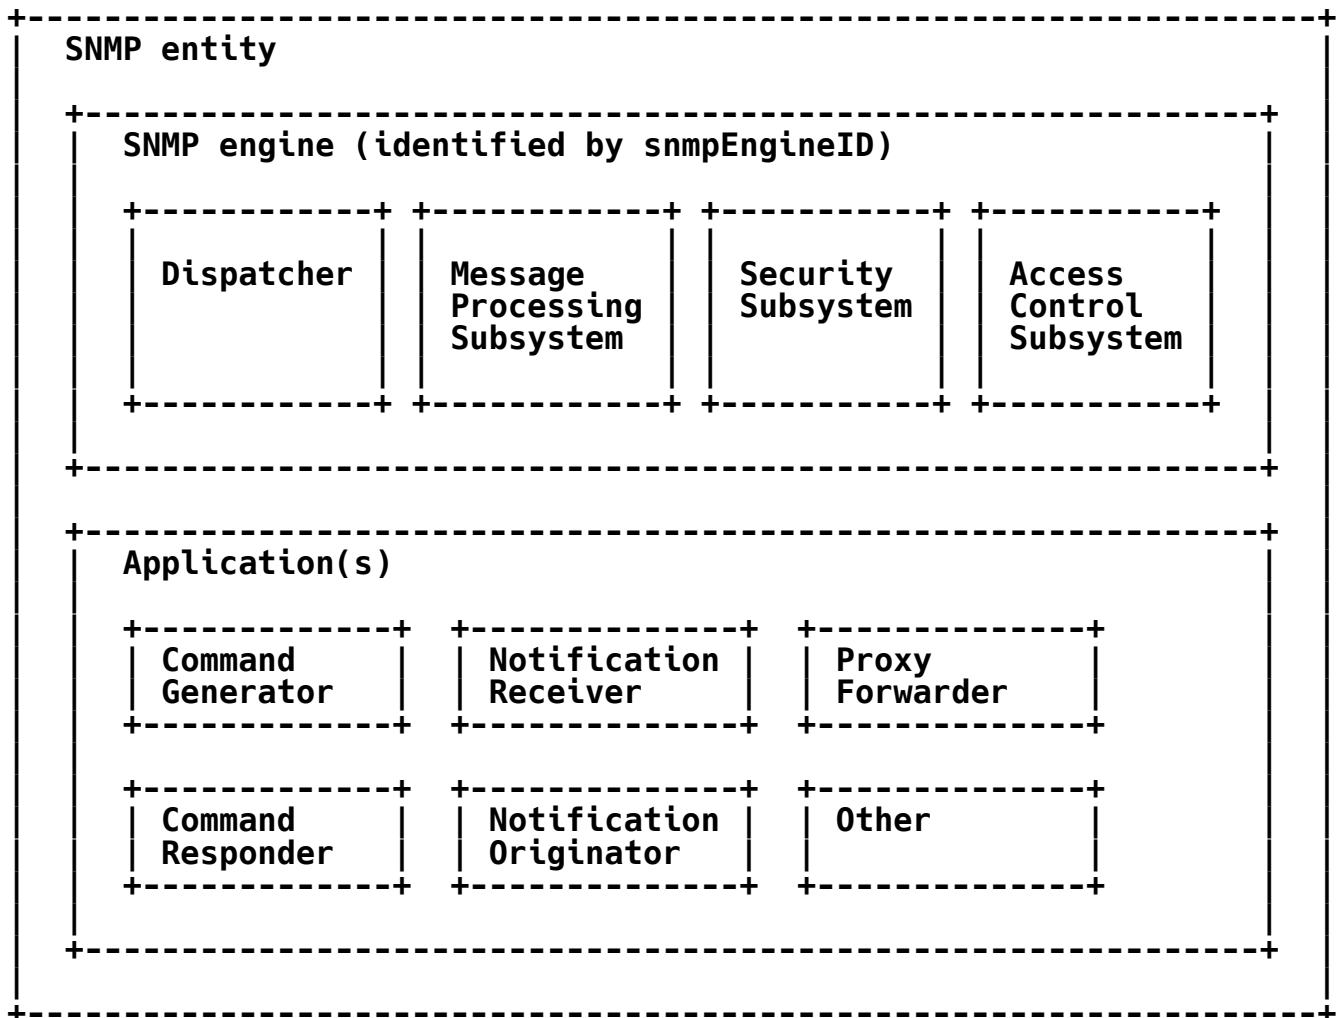 SNMP entity
SNMP engine (identified by snmpEngineID)
Dispatcher
Message
Processing
Subsystem
Security
Subsystem
Access
Control
Subsystem
Application(s)
Command
Generator
Notification
Receiver
Proxy
Forwarder
Command
Responder
Notification
Originator
Other